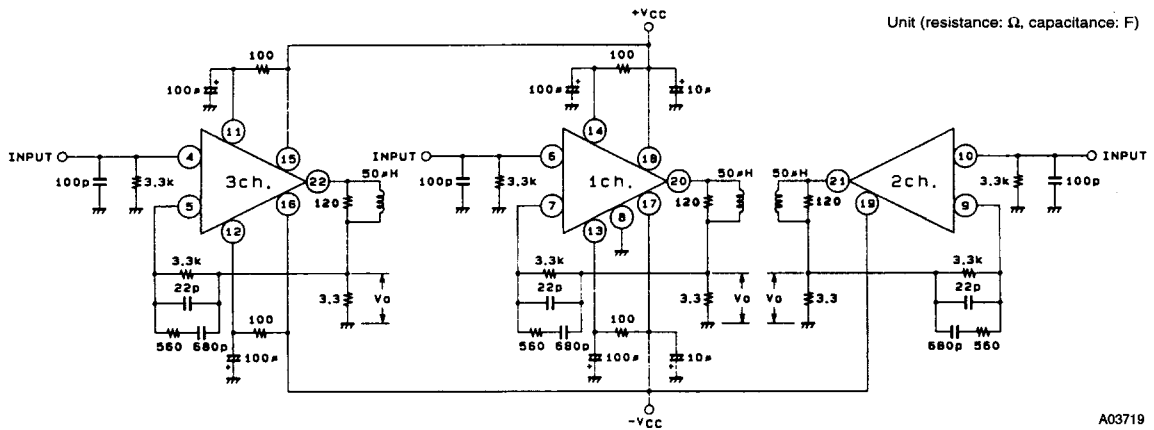 +VCC
Unit (resistance: Ω, capacitance: F)
100
100
100μ
+
100μ
+
+
10μ
11
14
INPUT
4
15
INPUT
6
18
10
INPUT
3ch.
22
50μH
1ch.
20
50μH
50μH
21
2ch.
100p
3.3k
120
100p
3.3k
120
120
3.3k
100p
5
16
7
8
17
19
9
12
13
3.3k
3.3k
3.3k
22p
3.3
Vo
22p
3.3
Vo
Vo
3.3
22p
560
680p
100
560
680p
100
680p
560
+
100μ
+
100μ
+
10μ
-VCC
A03719